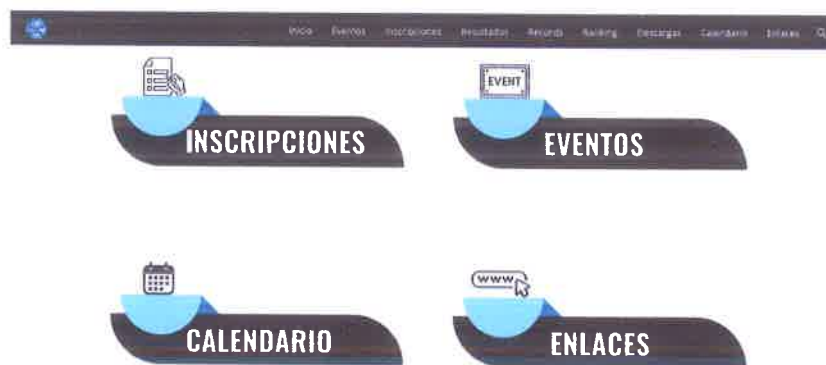 Inicio Eventos Inscripciones Resultados Records Ranking Descargas Calendario Enlaces
EVENT
INSCRIPCIONES
EVENTOS
www
CALENDARIO
ENLACES